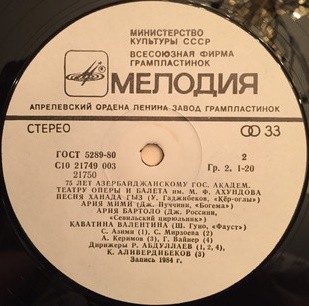 МИНИСТЕРСТВО
КУЛЬТУРЫ СССР
ВСЕСОЮЗНАЯ ФИРМА
ГРАМПЛАСТИНОК
МЕЛОДИЯ
АПРЕЛЕВСКИЙ ОРДЕНА ЛЕНИНА ЗАВОД ГРАМПЛАСТИНОК
СТЕРЕО 33
ГОСТ 5289-80 2
С10 21749 003 Гр. 2. 1-20
21750
75 ЛЕТ АЗЕРБАЙДЖАНСКОМУ ГОС. АКАДЕМ.
ТЕАТРУ ОПЕРЫ И БАЛЕТА им. М. Ф. АХУНДОВА
ПЕСНЯ ХАНАДА ГЫЗ (У. Гаджибеков, «Кёр-оглы»)
АРИЯ МИМИ (Дж. Пуччини, «Богема»)
АРИЯ БАРТОЛО (Дж. Россини,
«Севильский цирюльник»)
КАВАТИНА ВАЛЕНТИНА (Ш. Гуно, «Фауст»)
С. Азими (1), С. Мирзоева (2)
А. Керимов (3), Г. Вайнер (4)
Дирижеры Р. АБДУЛЛАЕВ (1, 2, 4),
К. АЛИВЕРДИБЕКОВ (3)
Запись 1984 г.